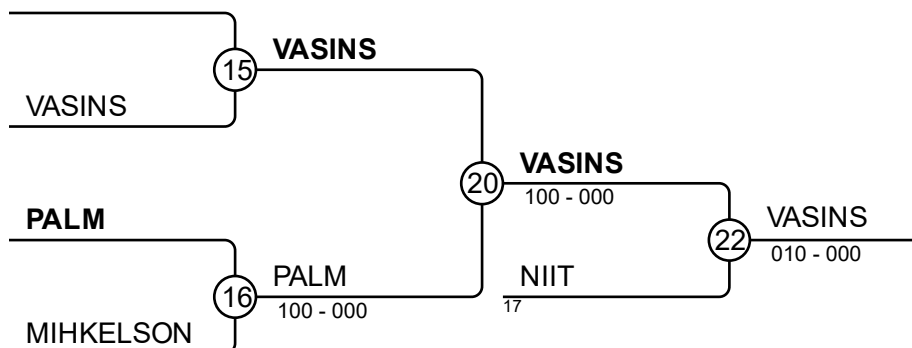 VASINS
15
VASINS
VASINS
20
100 - 000
PALM
VASINS
22
010 - 000
PALM
16
100 - 000
NIIT
17
MIHKELSON